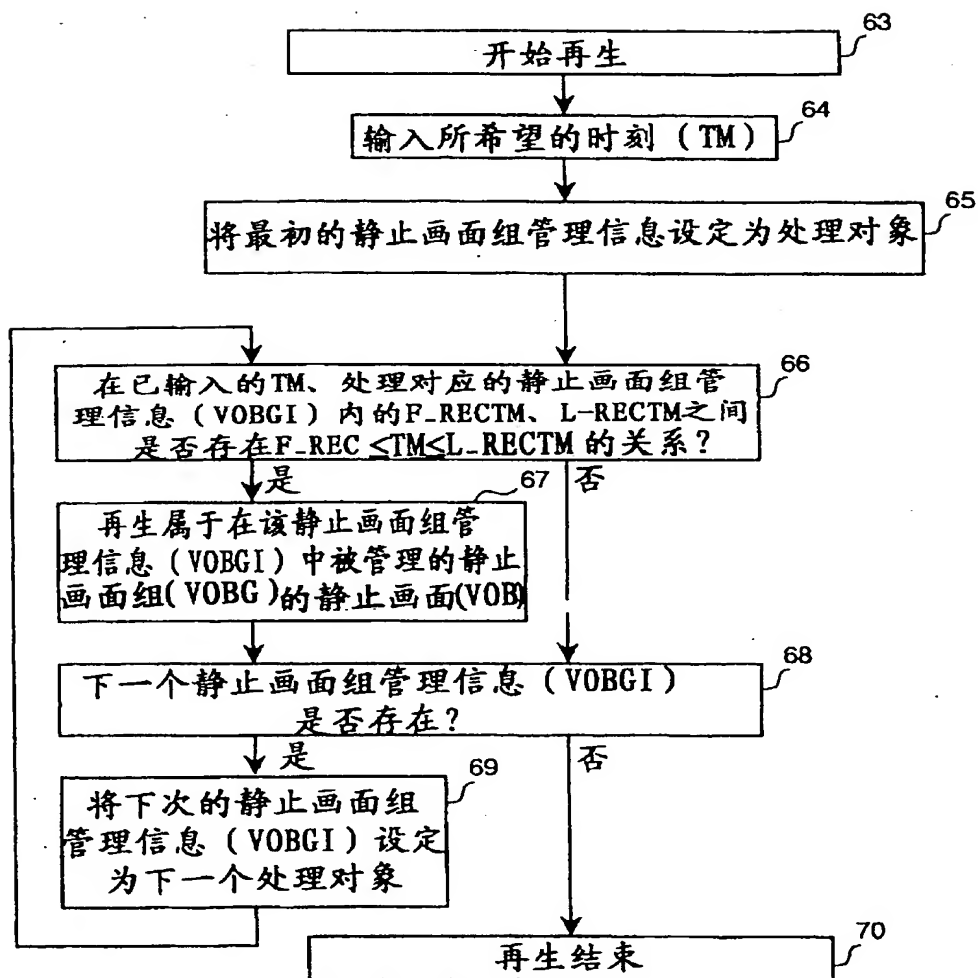 63
开始再生
64
输入所希望的时刻(TM)
65
将最初的静止画面组管理信息设定为处理对象
66
在已输入的TM、处理对应的静止画面组管
理信息(VOBGI)内的F_RECTM、L-RECTM之间
是否存在F_REC≤TM≤L_RECTM的关系?
是
否
67
再生属于在该静止画面组管
理信息(VOBGI)中被管理的静止
画面组(VOBG)的静止画面(VOB)
68
下一个静止画面组管理信息(VOBGI)
是否存在?
是
否
69
将下次的静止画面组
管理信息(VOBGI)设定
为下一个处理对象
70
再生结束